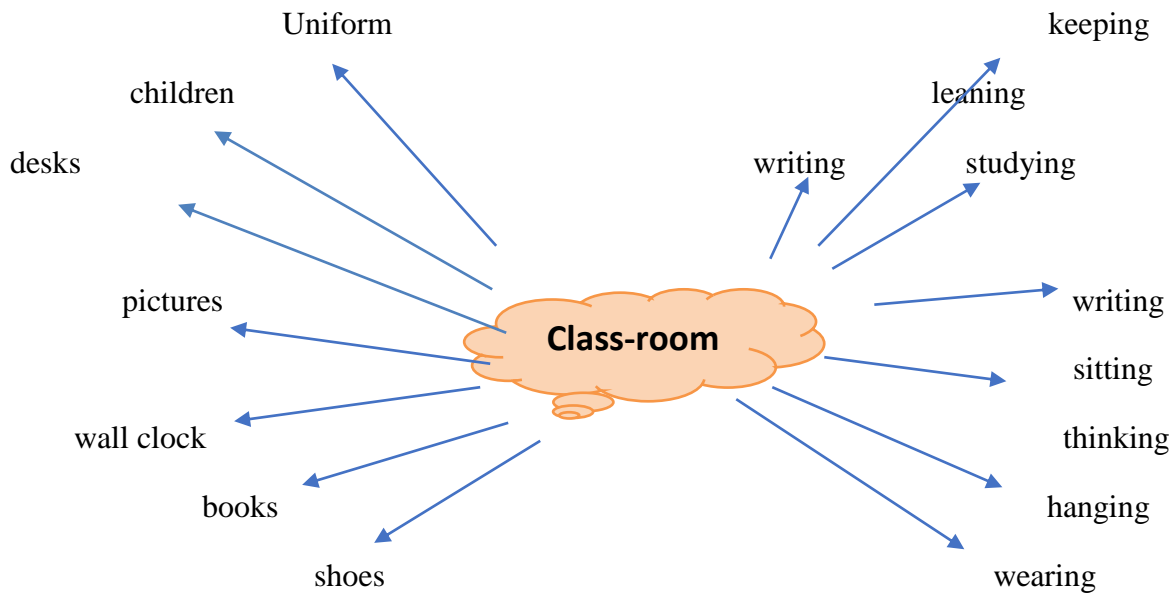 Uniform
keeping
children
leaning
desks
writing
studying
pictures
writing
Class-room
sitting
wall clock
thinking
books
hanging
shoes
wearing